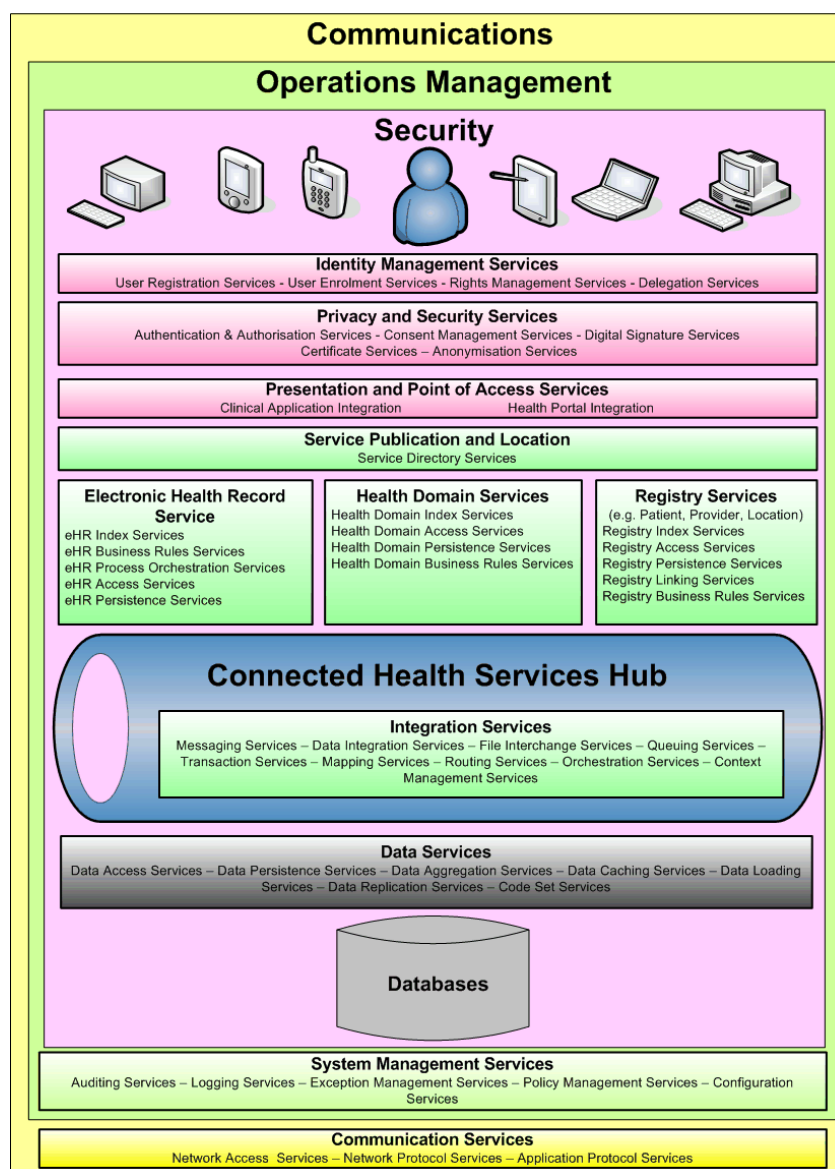 Communications
Operations Management
Security
Identity Management Services
User Registration Services - User Enrolment Services - Rights Management Services - Delegation Services
Privacy and Security Services
Authentication & Authorisation Services - Consent Management Services - Digital Signature Services
Certificate Services – Anonymisation Services
Presentation and Point of Access Services
Clinical Application Integration Health Portal Integration
Service Publication and Location
Service Directory Services
Electronic Health Record
Service
eHR Index Services
eHR Business Rules Services
eHR Process Orchestration Services
eHR Access Services
eHR Persistence Services
Health Domain Services
Health Domain Index Services
Health Domain Access Services
Health Domain Persistence Services
Health Domain Business Rules Services
Registry Services
(e.g. Patient, Provider, Location)
Registry Index Services
Registry Access Services
Registry Persistence Services
Registry Linking Services
Registry Business Rules Services
Connected Health Services Hub
Integration Services
Messaging Services – Data Integration Services – File Interchange Services – Queuing Services –
Transaction Services – Mapping Services – Routing Services – Orchestration Services – Context
Management Services
Data Services
Data Access Services – Data Persistence Services – Data Aggregation Services – Data Caching Services – Data Loading
Services – Data Replication Services – Code Set Services
Databases
System Management Services
Auditing Services – Logging Services – Exception Management Services – Policy Management Services – Configuration
Services
Communication Services
Network Access Services – Network Protocol Services – Application Protocol Services